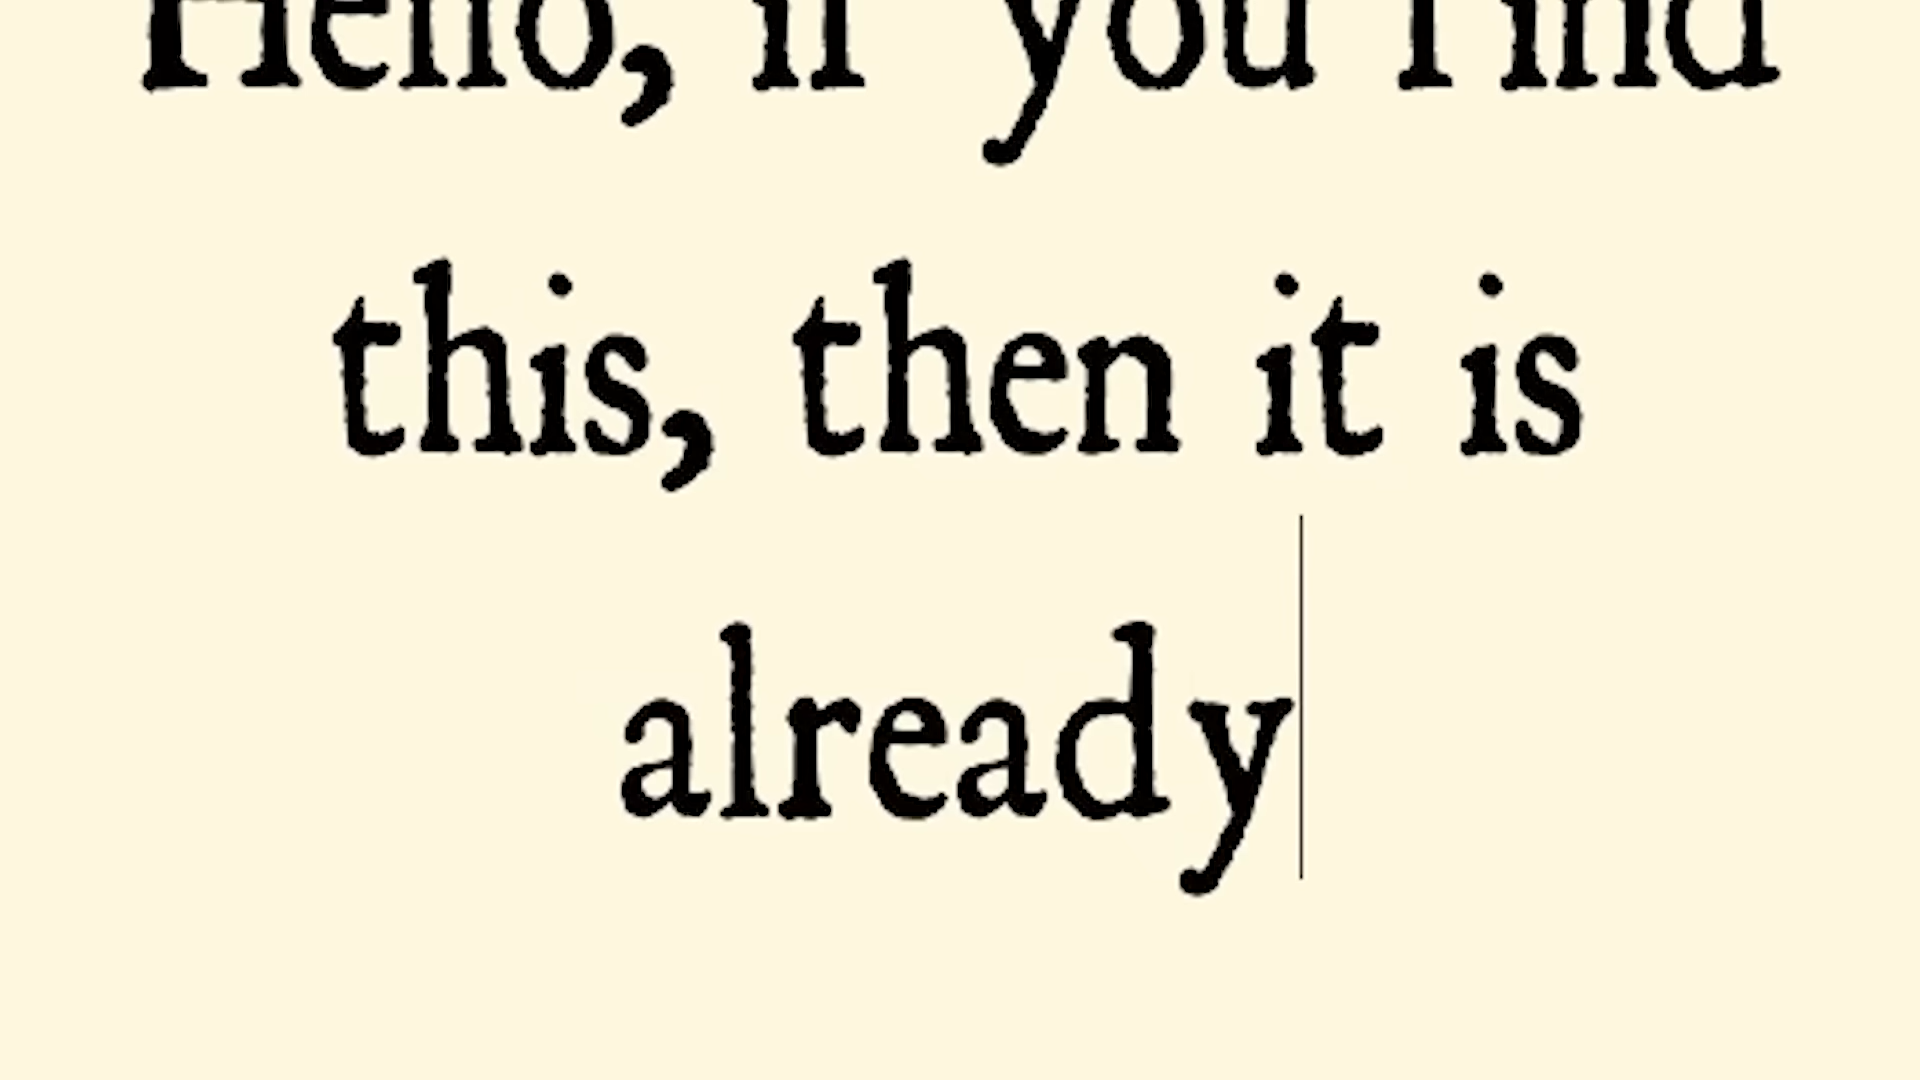 Hello, if you find
this, then it is
already